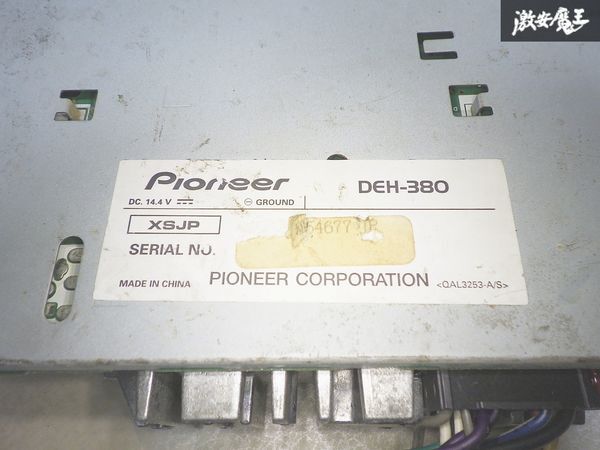 激安魔王
Pioneer DEH-380
DC. 14.4 V ⎓ ⊖ GROUND
XSJP
SERIAL NO.
MADE IN CHINA PIONEER CORPORATION <QAL3253-A/S>